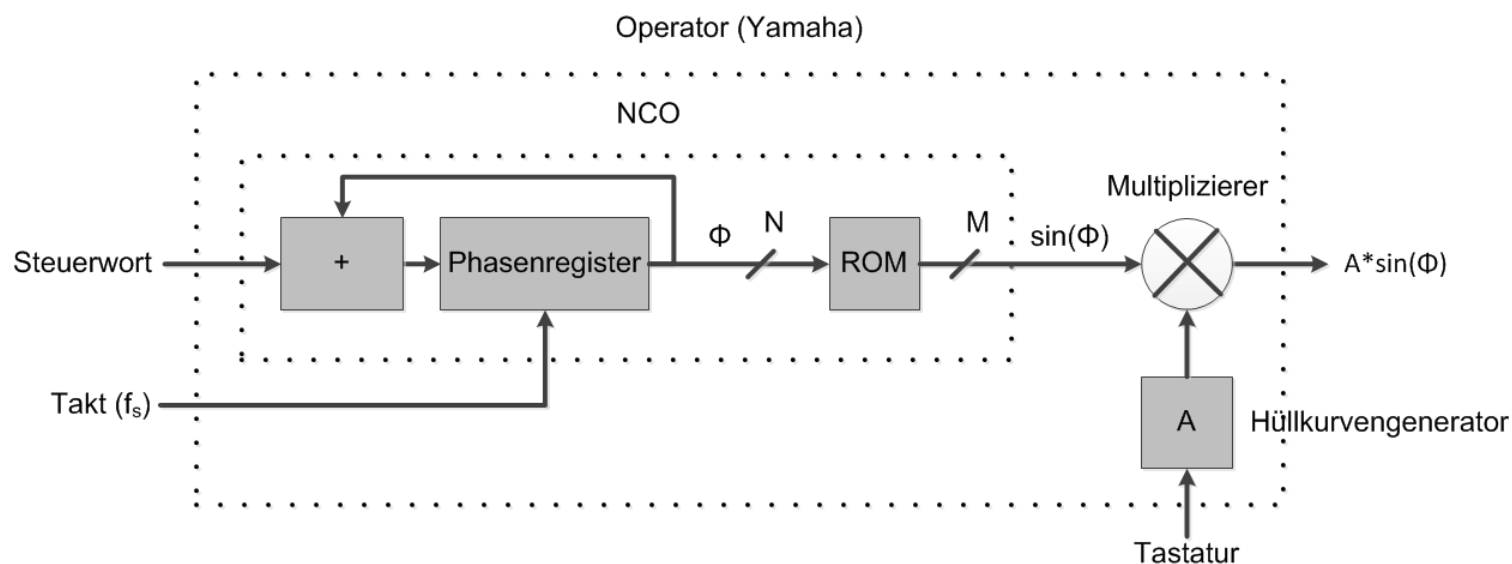 Operator (Yamaha)
NCO
Multiplizierer
Steuerwort
+
Phasenregister
Φ
N
ROM
M
sin(Φ)
A*sin(Φ)
Takt (fₛ)
A
Hüllkurvengenerator
Tastatur